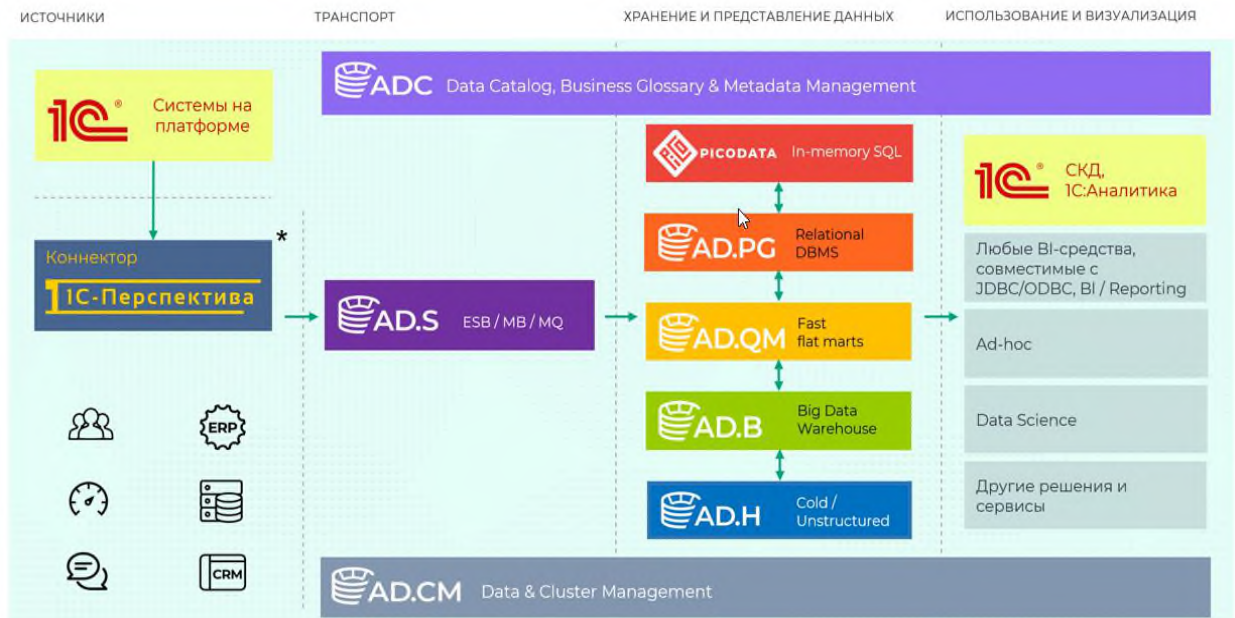 ИСТОЧНИКИ
ТРАНСПОРТ
ХРАНЕНИЕ И ПРЕДСТАВЛЕНИЕ ДАННЫХ
ИСПОЛЬЗОВАНИЕ И ВИЗУАЛИЗАЦИЯ
1С®
Системы на
платформе
Коннектор
*
1С-Перспектива
ERP
CRM
ADC Data Catalog, Business Glossary & Metadata Management
AD.S ESB / MB / MQ
PICODATA In-memory SQL
AD.PG
Relational
DBMS
AD.QM
Fast
flat marts
AD.B
Big Data
Warehouse
AD.H
Cold /
Unstructured
1С®
СКД,
1С:Аналитика
Любые BI-средства,
совместимые с
JDBC/ODBC, BI / Reporting
Ad-hoc
Data Science
Другие решения и
сервисы
AD.CM Data & Cluster Management